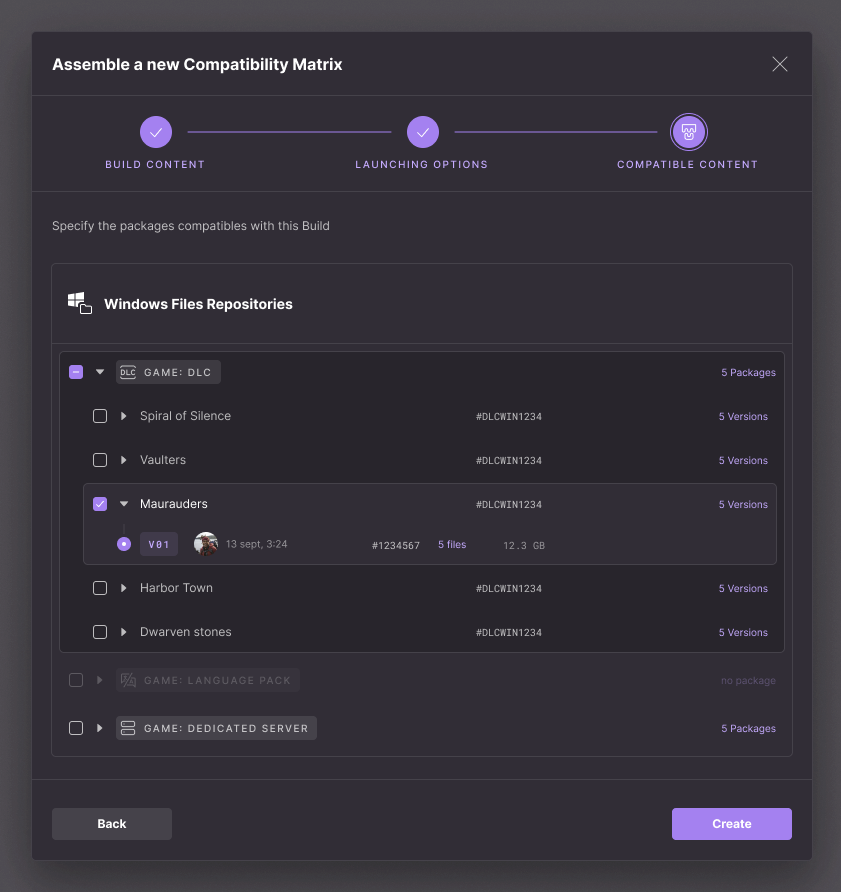 Assemble a new Compatibility Matrix
BUILD CONTENT
LAUNCHING OPTIONS
COMPATIBLE CONTENT
Specify the packages compatibles with this Build
Windows Files Repositories
DLC GAME: DLC 5 Packages
Spiral of Silence #DLCWIN1234 5 Versions
Vaulters #DLCWIN1234 5 Versions
Maurauders #DLCWIN1234 5 Versions
V01 13 sept, 3:24 #1234567 5 files 12.3 GB
Harbor Town #DLCWIN1234 5 Versions
Dwarven stones #DLCWIN1234 5 Versions
GAME: LANGUAGE PACK no package
GAME: DEDICATED SERVER 5 Packages
Back Create